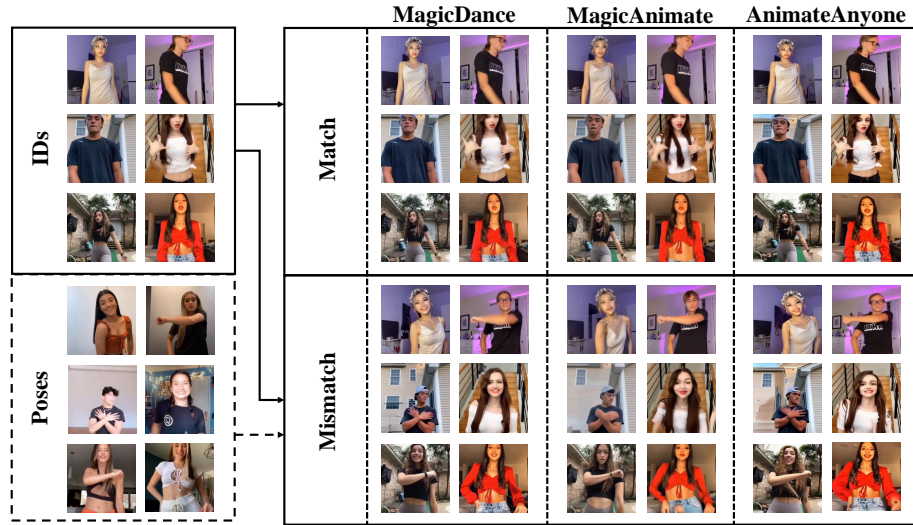 MagicDance MagicAnimate AnimateAnyone
IDs
Match
Poses
Mismatch